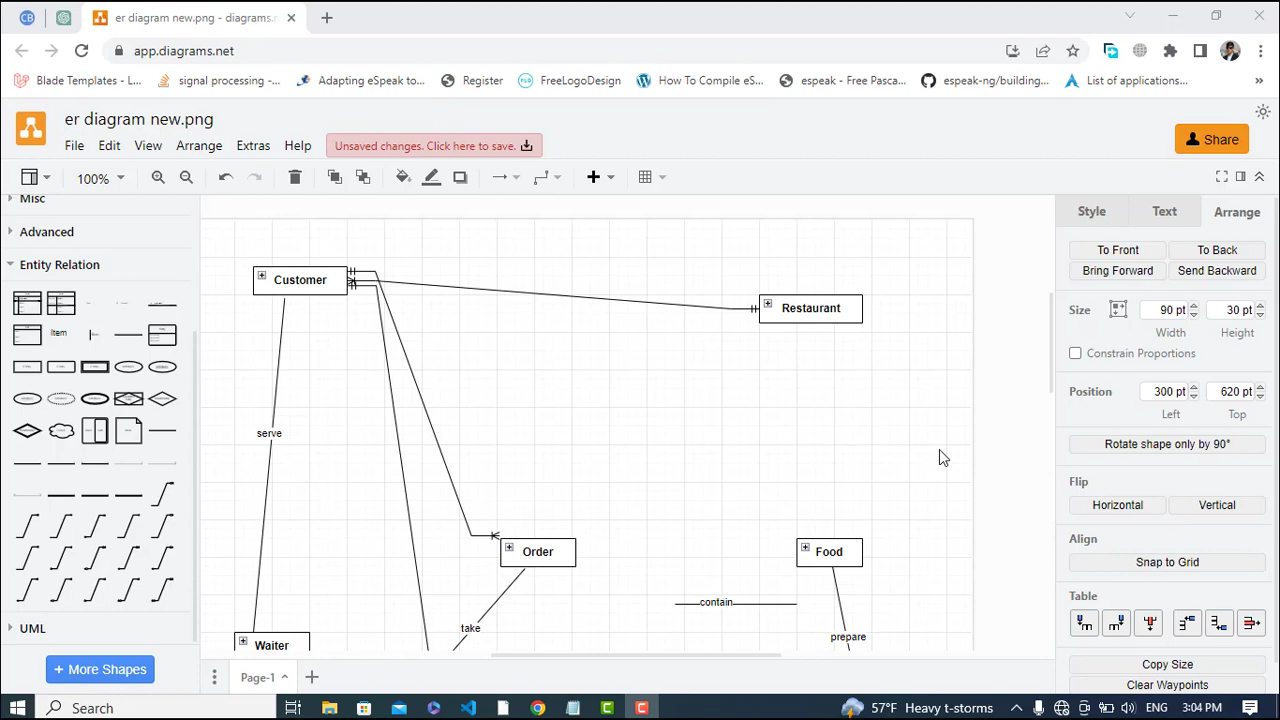 CB
er diagram new.png - diagrams.n
app.diagrams.net
Blade Templates - L...
signal processing -...
Adapting eSpeak to...
Register
FLD
FreeLogoDesign
How To Compile eS...
espeak - Free Pasca...
espeak-ng/building...
List of applications...
er diagram new.png
File Edit View Arrange Extras Help
Unsaved changes. Click here to save.
Share
100%
Misc
Advanced
Entity Relation
Item
UML
+ More Shapes
Customer
Restaurant
serve
Order
Food
contain
take
prepare
Waiter
Style Text Arrange
To Front To Back
Bring Forward Send Backward
Size 90 pt 30 pt
Width Height
Constrain Proportions
Position 300 pt 620 pt
Left Top
Rotate shape only by 90°
Flip
Horizontal Vertical
Align
Snap to Grid
Table
Copy Size
Clear Waypoints
Page-1
Search
57°F Heavy t-storms
ENG 3:04 PM